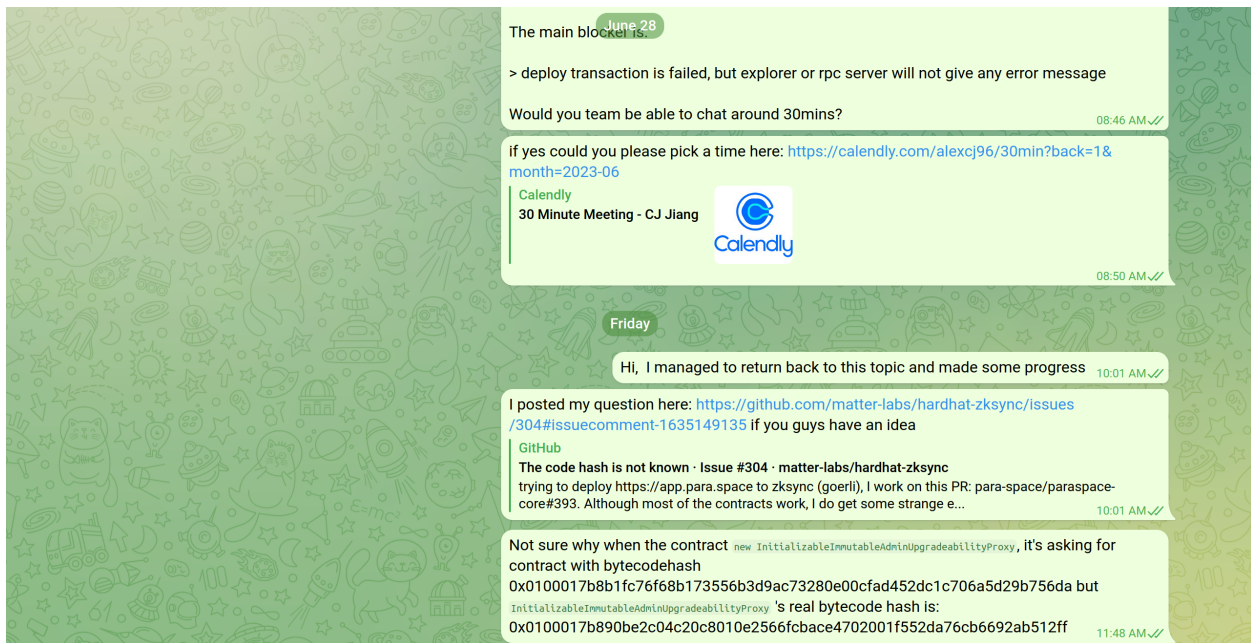 June 28
The main blocker is:
> deploy transaction is failed, but explorer or rpc server will not give any error message
Would you team be able to chat around 30mins?
08:46 AM
if yes could you please pick a time here: https://calendly.com/alexcj96/30min?back=1&
month=2023-06
Calendly
30 Minute Meeting - CJ Jiang
Calendly
08:50 AM
Friday
Hi,  I managed to return back to this topic and made some progress 10:01 AM
I posted my question here: https://github.com/matter-labs/hardhat-zksync/issues
/304#issuecomment-1635149135 if you guys have an idea
GitHub
The code hash is not known · Issue #304 · matter-labs/hardhat-zksync
trying to deploy https://app.para.space to zksync (goerli), I work on this PR: para-space/paraspace-
core#393. Although most of the contracts work, I do get some strange e...
10:01 AM
Not sure why when the contract new InitializableImmutableAdminUpgradeabilityProxy, it's asking for
contract with bytecodehash
0x0100017b8b1fc76f68b173556b3d9ac73280e00cfad452dc1c706a5d29b756da but
InitializableImmutableAdminUpgradeabilityProxy 's real bytecode hash is:
0x0100017b890be2c04c20c8010e2566fcbace4702001f552da76cb6692ab512ff 11:48 AM